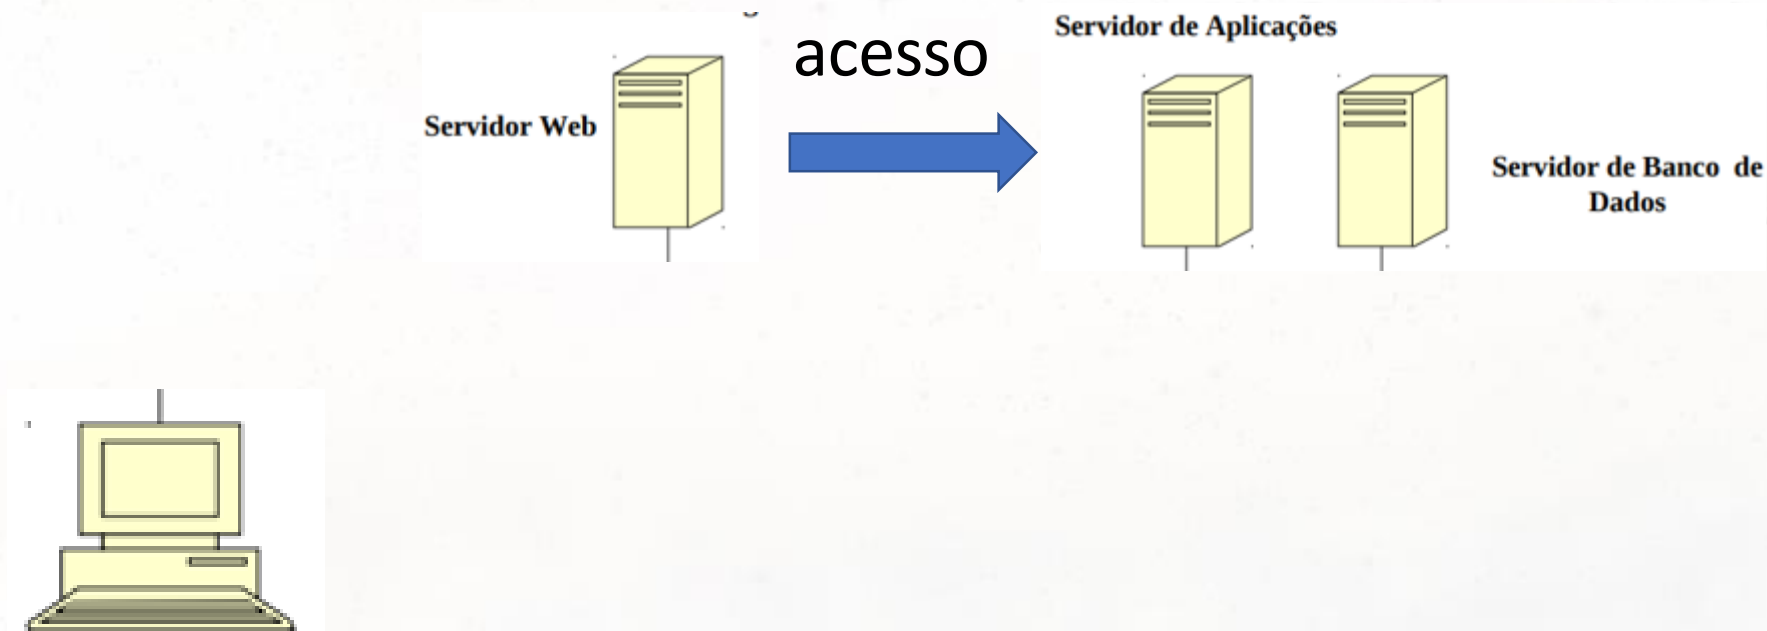 Servidor de Aplicações
acesso
Servidor Web
Servidor de Banco de
Dados